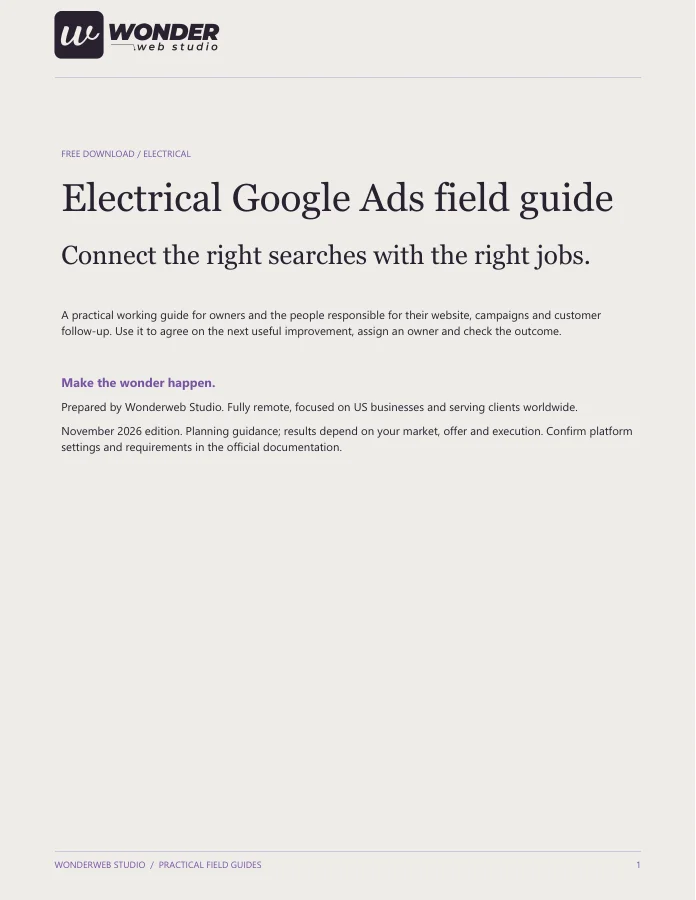 w WONDER
web studio
FREE DOWNLOAD / ELECTRICAL
Electrical Google Ads field guide
Connect the right searches with the right jobs.
A practical working guide for owners and the people responsible for their website, campaigns and customer
follow-up. Use it to agree on the next useful improvement, assign an owner and check the outcome.
Make the wonder happen.
Prepared by Wonderweb Studio. Fully remote, focused on US businesses and serving clients worldwide.
November 2026 edition. Planning guidance; results depend on your market, offer and execution. Confirm platform
settings and requirements in the official documentation.
WONDERWEB STUDIO / PRACTICAL FIELD GUIDES 1